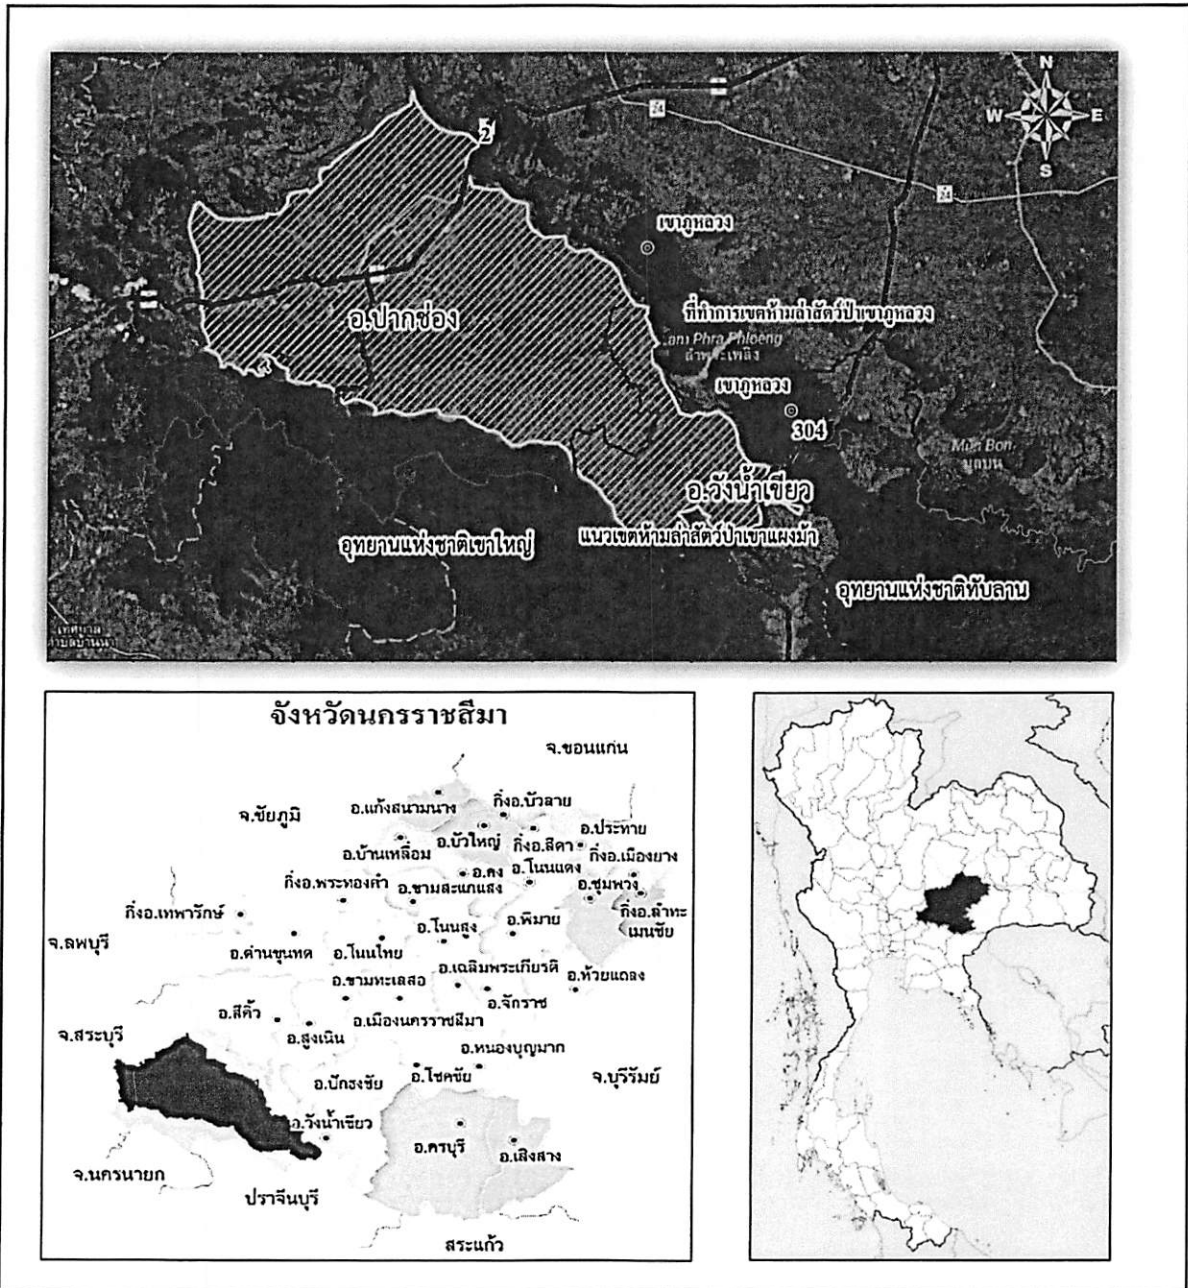 N
W E
S
2
24
24
เขาภูหลวง
ที่ทำการเขตห้ามล่าสัตว์ป่าเขาภูหลวง
อ.ปากช่อง
Lam Phra Phloeng
ลำพระเพลิง
เขาภูหลวง
304
Mun Bon
มูลบน
อ.วังน้ำเขียว
แนวเขตห้ามล่าสัตว์ป่าเขาแผงม้า
อุทยานแห่งชาติเขาใหญ่
อุทยานแห่งชาติทับลาน
เทศบาล
ตำบลบ้านนา
จังหวัดนครราชสีมา
จ.ขอนแก่น
อ.แก้งสนามนาง
กิ่งอ.บัวลาย
จ.ชัยภูมิ
อ.บัวใหญ่
กิ่งอ.สีดา
อ.ประทาย
อ.บ้านเหลื่อม
กิ่งอ.เมืองยาง
อ.คง
อ.โนนแดง
กิ่งอ.พระทองคำ
อ.ขามสะแกแสง
อ.ชุมพวง
กิ่งอ.เทพารักษ์
กิ่งอ.ลำทะ
เมนชัย
อ.พิมาย
อ.โนนสูง
จ.ลพบุรี
อ.ด่านขุนทด
อ.โนนไทย
อ.เฉลิมพระเกียรติ
อ.ห้วยแถลง
อ.ขามทะเลสอ
อ.จักราช
อ.สีคิ้ว
อ.เมืองนครราชสีมา
จ.สระบุรี
อ.สูงเนิน
อ.หนองบุญมาก
อ.ปักธงชัย
อ.โชคชัย
จ.บุรีรัมย์
อ.วังน้ำเขียว
อ.ครบุรี
อ.เสิงสาง
จ.นครนายก
ปราจีนบุรี
สระแก้ว